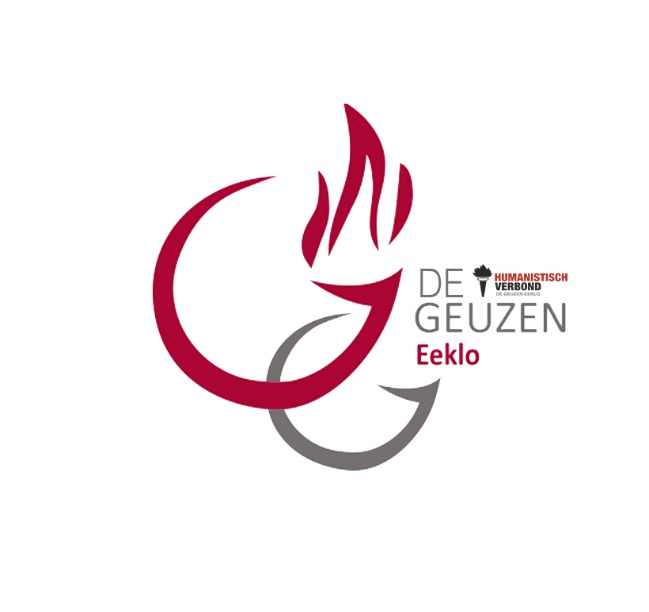 DE
HUMANISTISCH
VERBOND
DE GEUZEN EEKLO
GEUZEN
Eeklo